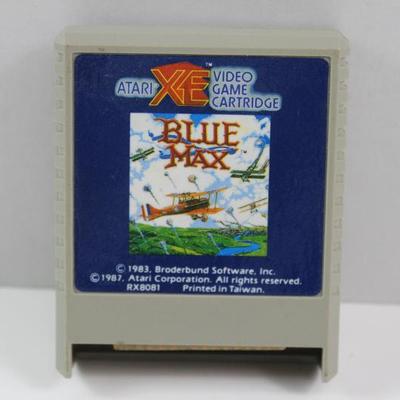 ATARI XE™ VIDEO
GAME
CARTRIDGE
BLUE
MAX
© 1983, Broderbund Software, Inc.
© 1987, Atari Corporation. All rights reserved.
RX8081 Printed in Taiwan.